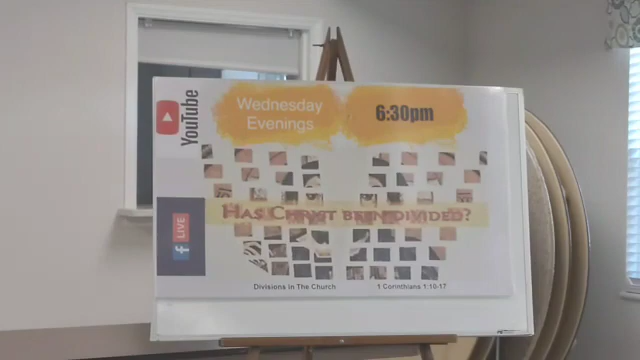 YouTube
Wednesday
Evenings
6:30pm
HAS CHRIST BEEN DIVIDED?
f LIVE
Divisions In The Church
1 Corinthians 1:10-17